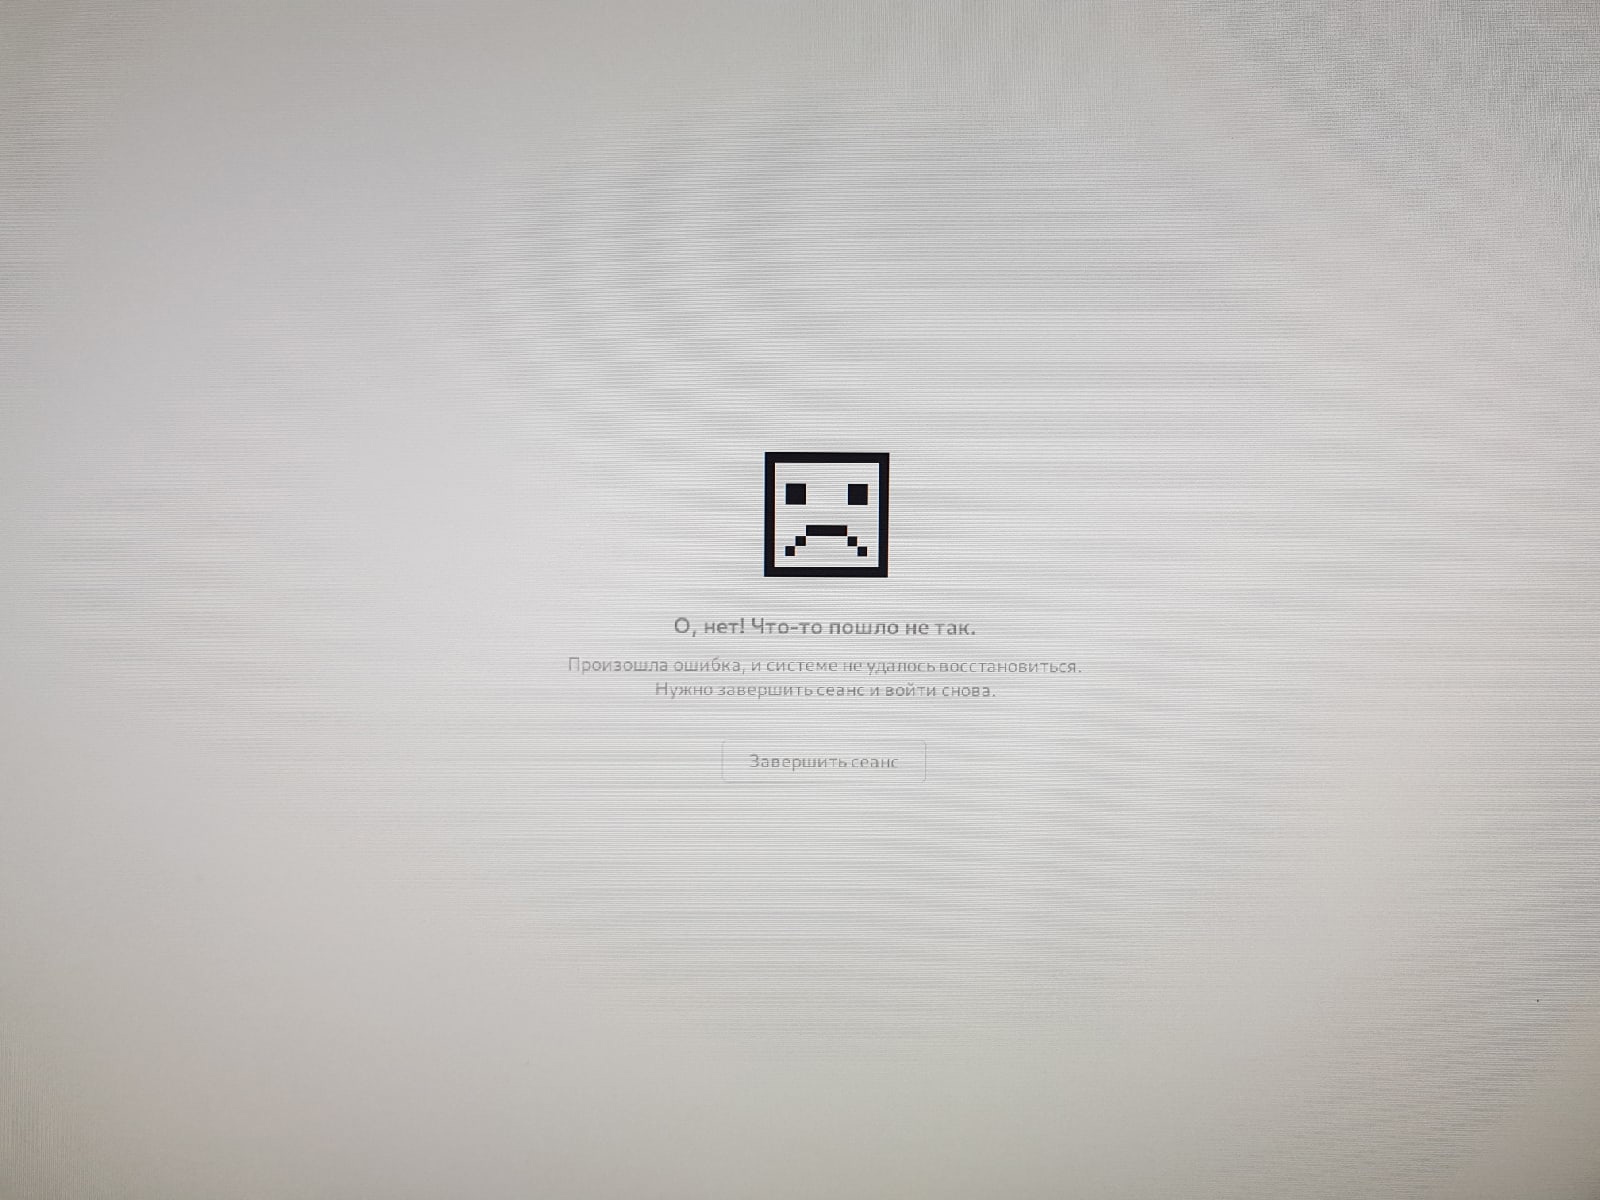 О, нет! Что-то пошло не так.
Произошла ошибка, и системе не удалось восстановиться.
Нужно завершить сеанс и войти снова.
Завершить сеанс